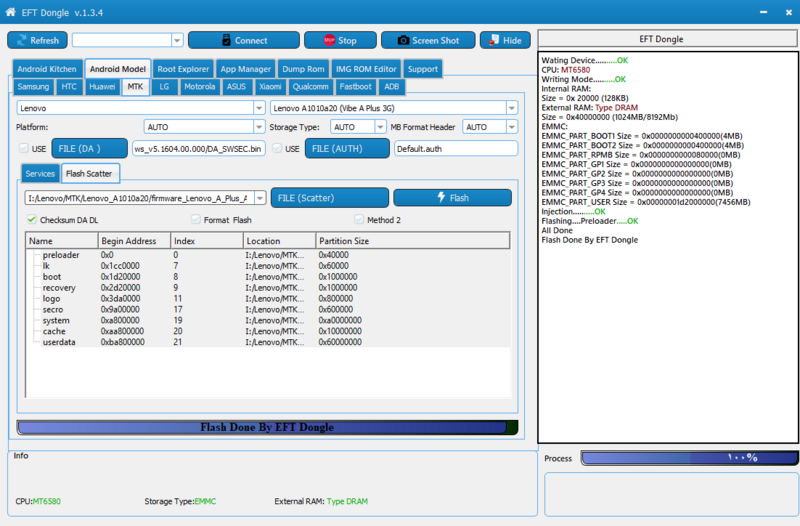 EFT Dongle v.1.3.4
Refresh
Connect
Stop
Screen Shot
Hide
Android Kitchen
Android Model
Root Explorer
App Manager
Dump Rom
IMG ROM Editor
Support
Samsung
HTC
Huawei
MTK
LG
Motorola
ASUS
Xiaomi
Qualcomm
Fastboot
ADB
Lenovo
Lenovo A1010a20 (Vibe A Plus 3G)
Platform:
AUTO
Storage Type:
AUTO
MB Format Header
AUTO
USE
FILE (DA )
ws_v5.1604.00.000/DA_SWSEC.bin
USE
FILE (AUTH)
Default.auth
Services
Flash Scatter
I:/Lenovo/MTK/Lenovo_A1010a20/firmware_Lenovo_A_Plus_A
FILE (Scatter)
Flash
Checksum DA DL
Format Flash
Method 2
Name Begin Address Index Location Partition Size
preloader 0x0 0 I:/Lenovo/MTK... 0x40000
lk 0x1cc0000 7 I:/Lenovo/MTK... 0x60000
boot 0x1d20000 8 I:/Lenovo/MTK... 0x1000000
recovery 0x2d20000 9 I:/Lenovo/MTK... 0x1000000
logo 0x3da0000 11 I:/Lenovo/MTK... 0x800000
secro 0x9a00000 17 I:/Lenovo/MTK... 0x600000
system 0xa800000 19 I:/Lenovo/MTK... 0xa0000000
cache 0xaa800000 20 I:/Lenovo/MTK... 0x10000000
userdata 0xba800000 21 I:/Lenovo/MTK... 0x60000000
Flash Done By EFT Dongle
Info
CPU:MT6580
Storage Type:EMMC
External RAM: Type DRAM
EFT Dongle
Wating Device..........OK
CPU: MT6580
Writing Mode..........OK
Internal RAM:
Size = 0x 20000 (128KB)
External RAM: Type DRAM
Size = 0x40000000 (1024MB/8192Mb)
EMMC:
EMMC_PART_BOOT1 Size = 0x0000000000400000(4MB)
EMMC_PART_BOOT2 Size = 0x0000000000400000(4MB)
EMMC_PART_RPMB Size = 0x0000000000080000(0MB)
EMMC_PART_GP1 Size = 0x0000000000000000(0MB)
EMMC_PART_GP2 Size = 0x0000000000000000(0MB)
EMMC_PART_GP3 Size = 0x0000000000000000(0MB)
EMMC_PART_GP4 Size = 0x0000000000000000(0MB)
EMMC_PART_USER Size = 0x00000001d2000000(7456MB)
Injection..........OK
Flashing....Preloader.....OK
All Done
Flash Done By EFT Dongle
Process
١٠٠%